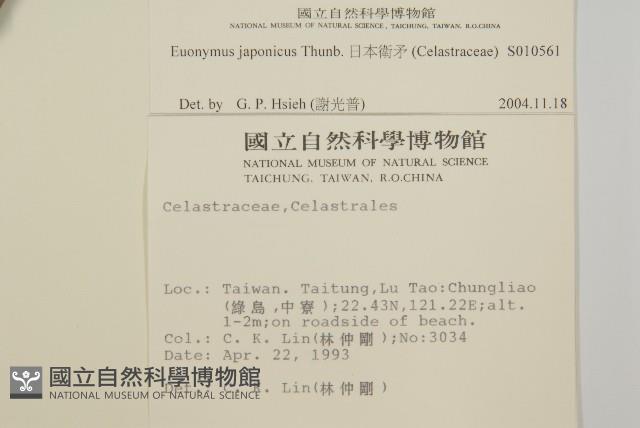 國立自然科學博物館
NATIONAL MUSEUM OF NATURAL SCIENCE, TAICHUNG, TAIWAN, R.O.CHINA
Euonymus japonicus Thunb. 日本衛矛 (Celastraceae) S010561
Det. by G. P. Hsieh (謝光普) 2004.11.18
國立自然科學博物館
NATIONAL MUSEUM OF NATURAL SCIENCE
TAICHUNG, TAIWAN, R.O.CHINA
Celastraceae,Celastrales
Loc.: Taiwan. Taitung,Lu Tao:Chungliao
(綠島,中寮);22.43N,121.22E;alt.
1-2m;on roadside of beach.
Col.: C. K. Lin(林仲剛);No:3034
Date: Apr. 22, 1993
Det.: C. K. Lin(林仲剛)
國立自然科學博物館
NATIONAL MUSEUM OF NATURAL SCIENCE